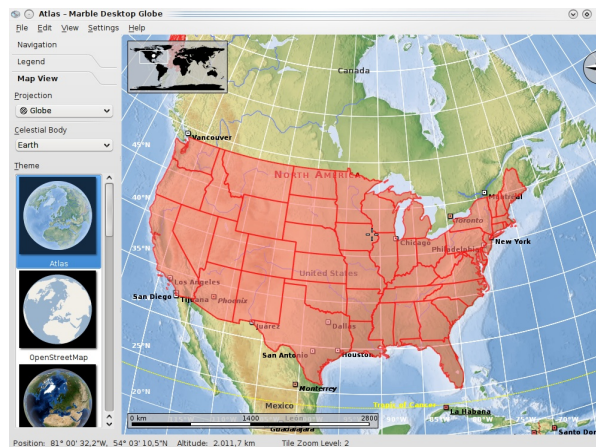 Atlas – Marble Desktop Globe
File Edit View Settings Help
Navigation
Legend
Map View
Projection
Globe
Celestial Body
Earth
Theme
Atlas
OpenStreetMap
Canada
Vancouver
45°N
NORTH AMERICA
Montreal
40°N
Toronto
Chicago
New York
Philadelphia
35°N
United States
Los Angeles
San Diego
Tijuana
Phoenix
Juarez
Dallas
San Antonio
Houston
25°N
Monterrey
20°N
Mexico
Tropic of Cancer
La Habana
0 km 1400 2800
Guadalajara
Santo Dom
Position: 81° 00' 32,2"W, 54° 03' 10,5"N Altitude: 2.011,7 km Tile Zoom Level: 2